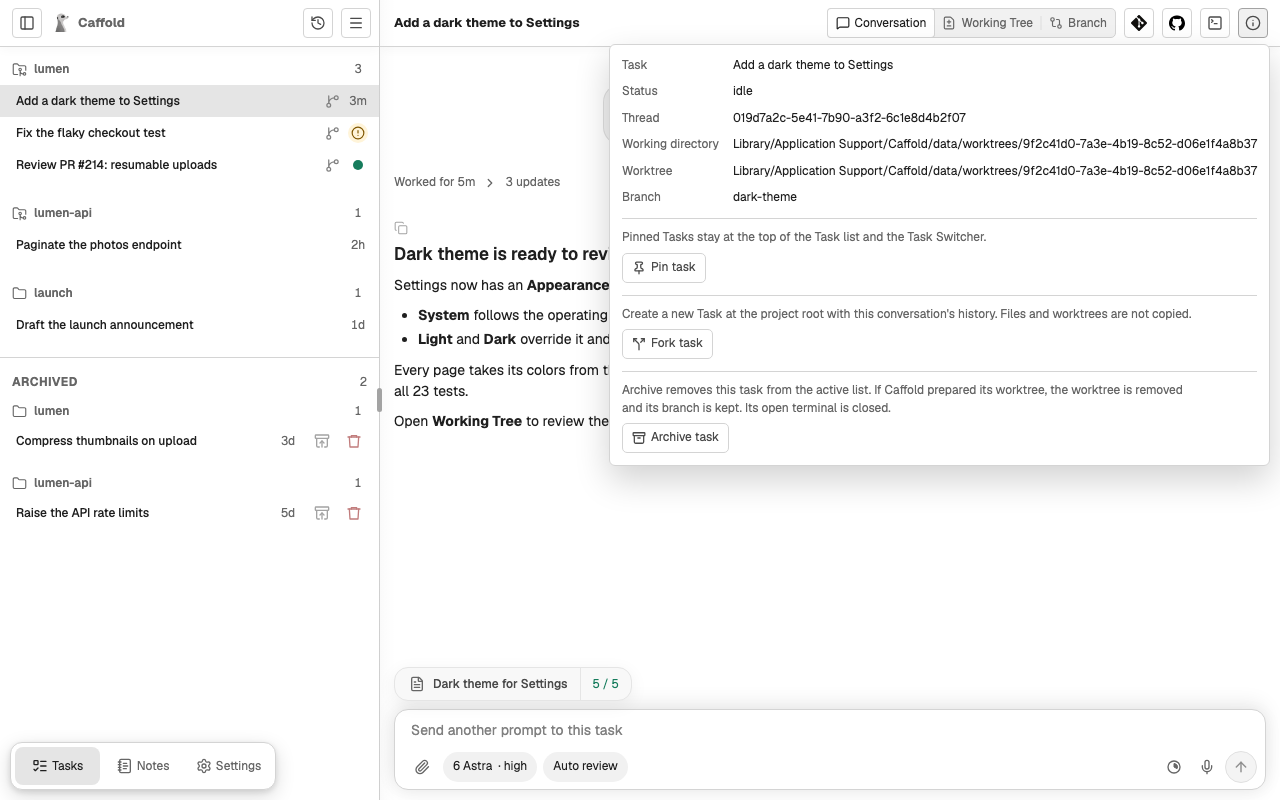 Caffold
lumen 3
Add a dark theme to Settings 3m
Fix the flaky checkout test
Review PR #214: resumable uploads
lumen-api 1
Paginate the photos endpoint 2h
launch 1
Draft the launch announcement 1d
ARCHIVED 2
lumen 1
Compress thumbnails on upload 3d
lumen-api 1
Raise the API rate limits 5d
Tasks Notes Settings
Add a dark theme to Settings
Conversation Working Tree Branch
Task Add a dark theme to Settings
Status idle
Thread 019d7a2c-5e41-7b90-a3f2-6c1e8d4b2f07
Working directory Library/Application Support/Caffold/data/worktrees/9f2c41d0-7a3e-4b19-8c52-d06e1f4a8b37
Worktree Library/Application Support/Caffold/data/worktrees/9f2c41d0-7a3e-4b19-8c52-d06e1f4a8b37
Branch dark-theme
Pinned Tasks stay at the top of the Task list and the Task Switcher.
Pin task
Create a new Task at the project root with this conversation's history. Files and worktrees are not copied.
Fork task
Archive removes this task from the active list. If Caffold prepared its worktree, the worktree is removed
and its branch is kept. Its open terminal is closed.
Archive task
Worked for 5m 3 updates
Dark theme is ready to
Settings now has an Appearance
System follows the operating
Light and Dark override it and
Every page takes its colors from
all 23 tests.
Open Working Tree to review the
Dark theme for Settings 5 / 5
Send another prompt to this task
6 Astra · high Auto review